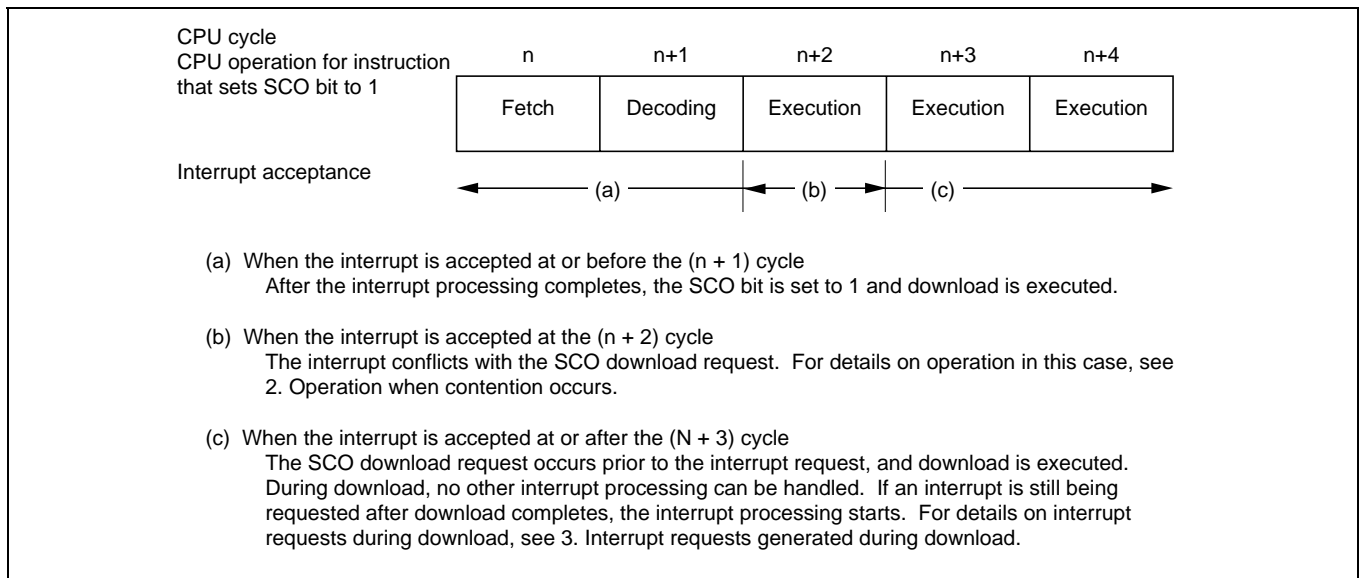 CPU cycle
CPU operation for instruction
that sets SCO bit to 1
n n+1 n+2 n+3 n+4
Fetch Decoding Execution Execution Execution
Interrupt acceptance
(a) (b) (c)
(a) When the interrupt is accepted at or before the (n + 1) cycle
After the interrupt processing completes, the SCO bit is set to 1 and download is executed.
(b) When the interrupt is accepted at the (n + 2) cycle
The interrupt conflicts with the SCO download request. For details on operation in this case, see
2. Operation when contention occurs.
(c) When the interrupt is accepted at or after the (N + 3) cycle
The SCO download request occurs prior to the interrupt request, and download is executed.
During download, no other interrupt processing can be handled. If an interrupt is still being
requested after download completes, the interrupt processing starts. For details on interrupt
requests during download, see 3. Interrupt requests generated during download.